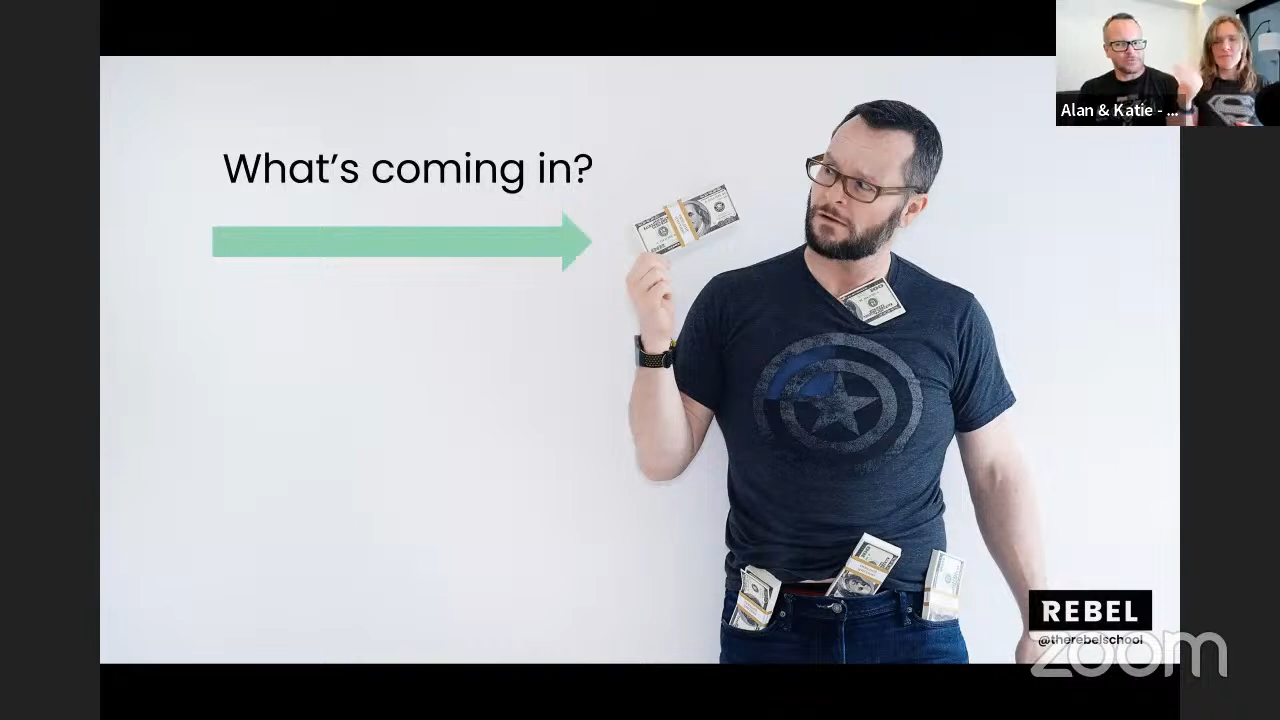 Alan & Katie - ...
What's coming in?
REBEL
@therebelschool
zoom